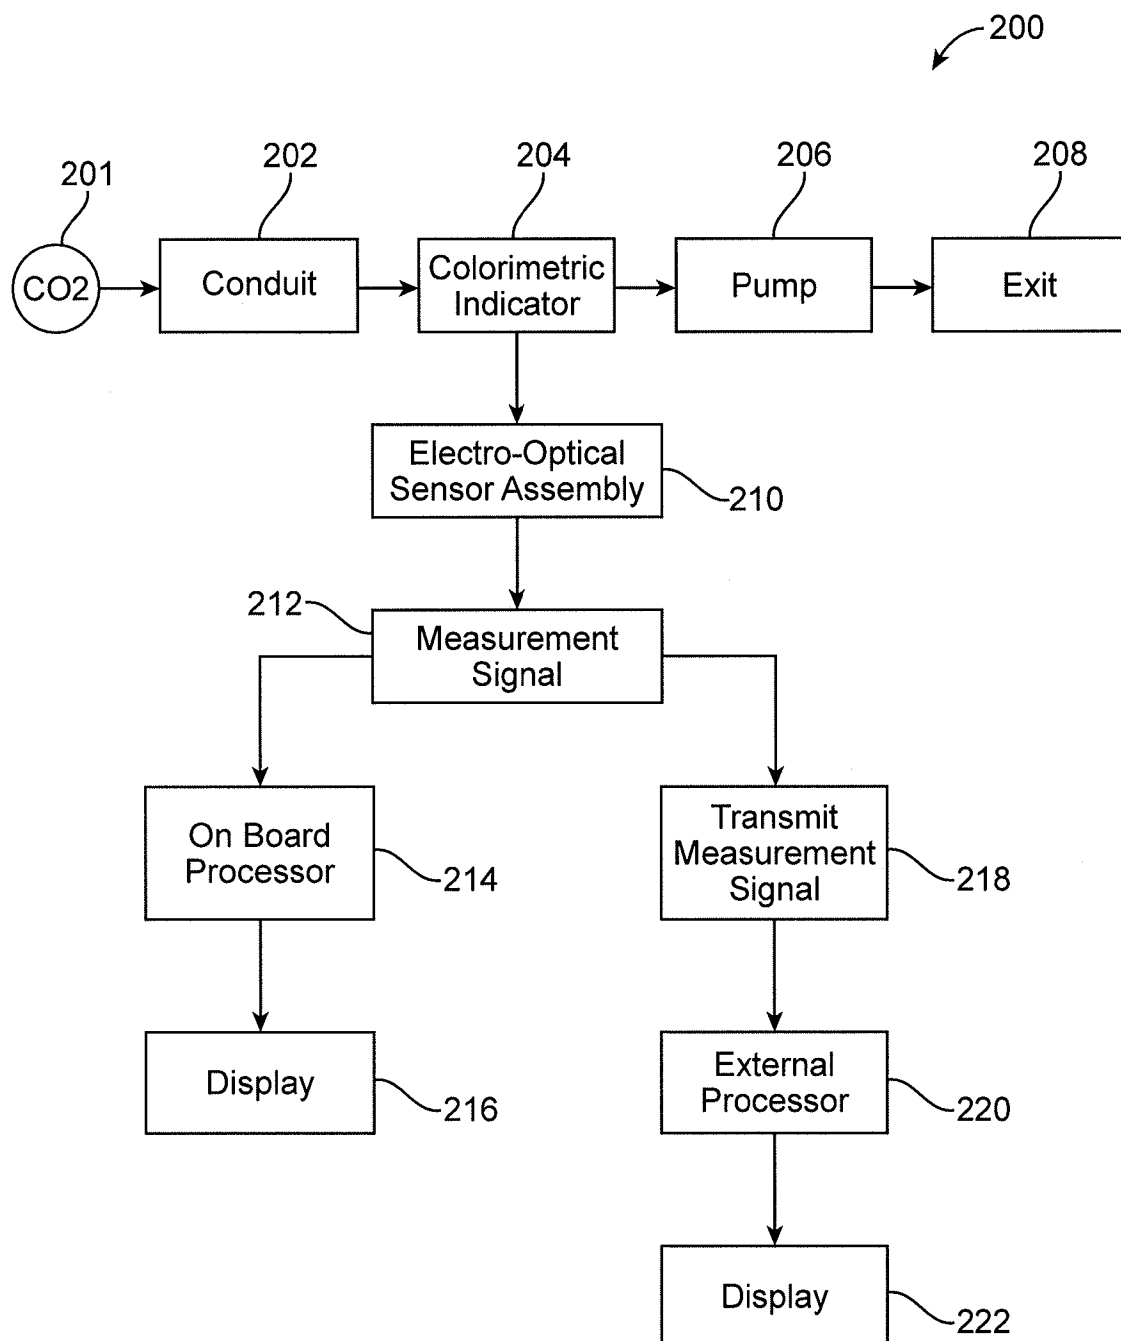 200
201
202
204
206
208
CO2
Conduit
Colorimetric
Indicator
Pump
Exit
Electro-Optical
Sensor Assembly
210
212
Measurement
Signal
On Board
Processor
214
Transmit
Measurement
Signal
218
Display
216
External
Processor
220
Display
222